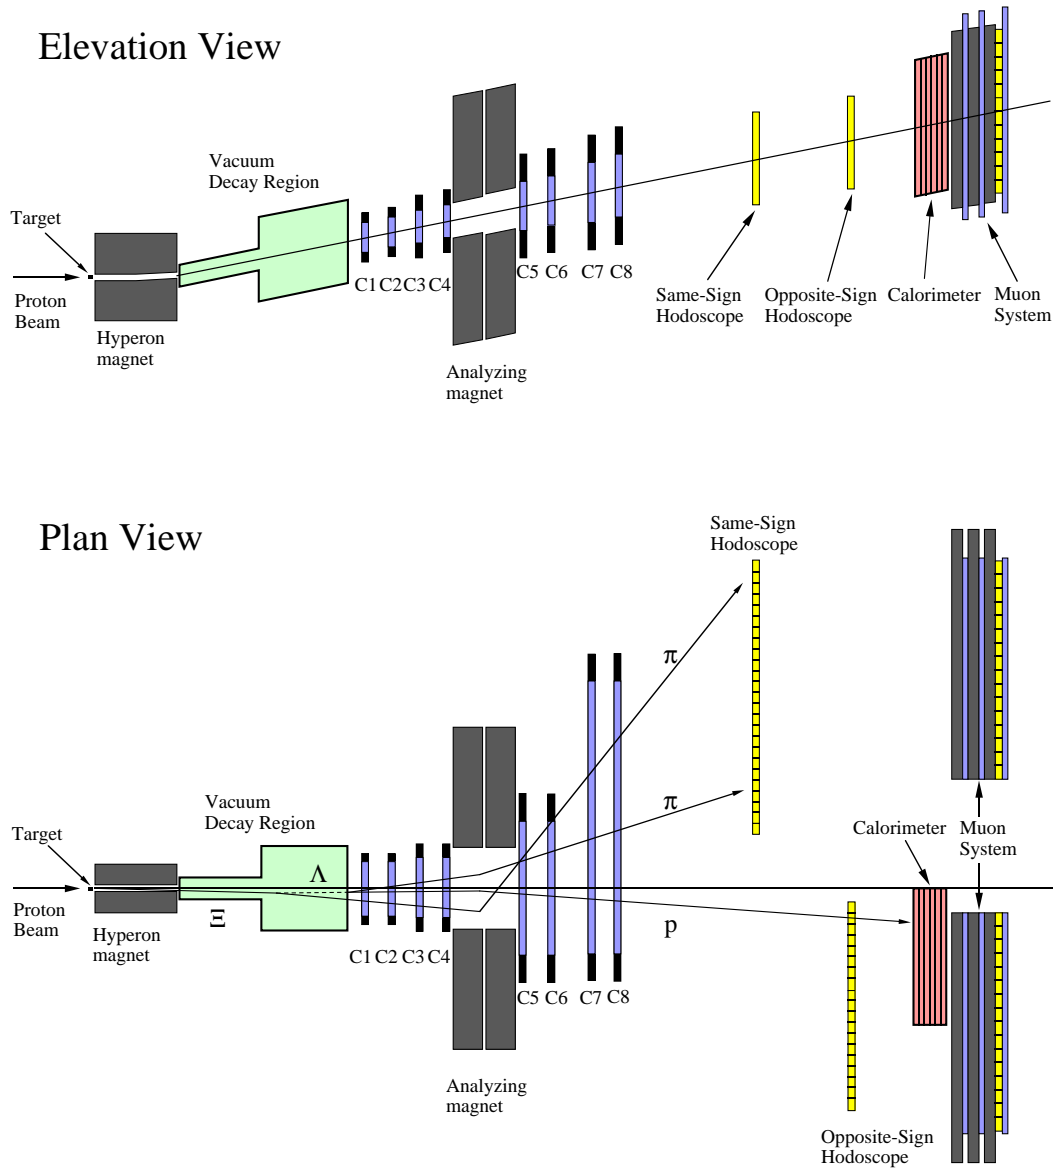 Elevation View
Vacuum
Decay Region
Target
C1 C2 C3 C4
C5 C6 C7 C8
Proton
Beam
Hyperon
magnet
Same-Sign
Hodoscope
Opposite-Sign
Hodoscope
Calorimeter
Muon
System
Analyzing
magnet
Plan View
Same-Sign
Hodoscope
π
π
Vacuum
Decay Region
Target
Calorimeter
Muon
System
Λ
Ξ
p
Proton
Beam
Hyperon
magnet
C1 C2 C3 C4
C5 C6 C7 C8
Analyzing
magnet
Opposite-Sign
Hodoscope